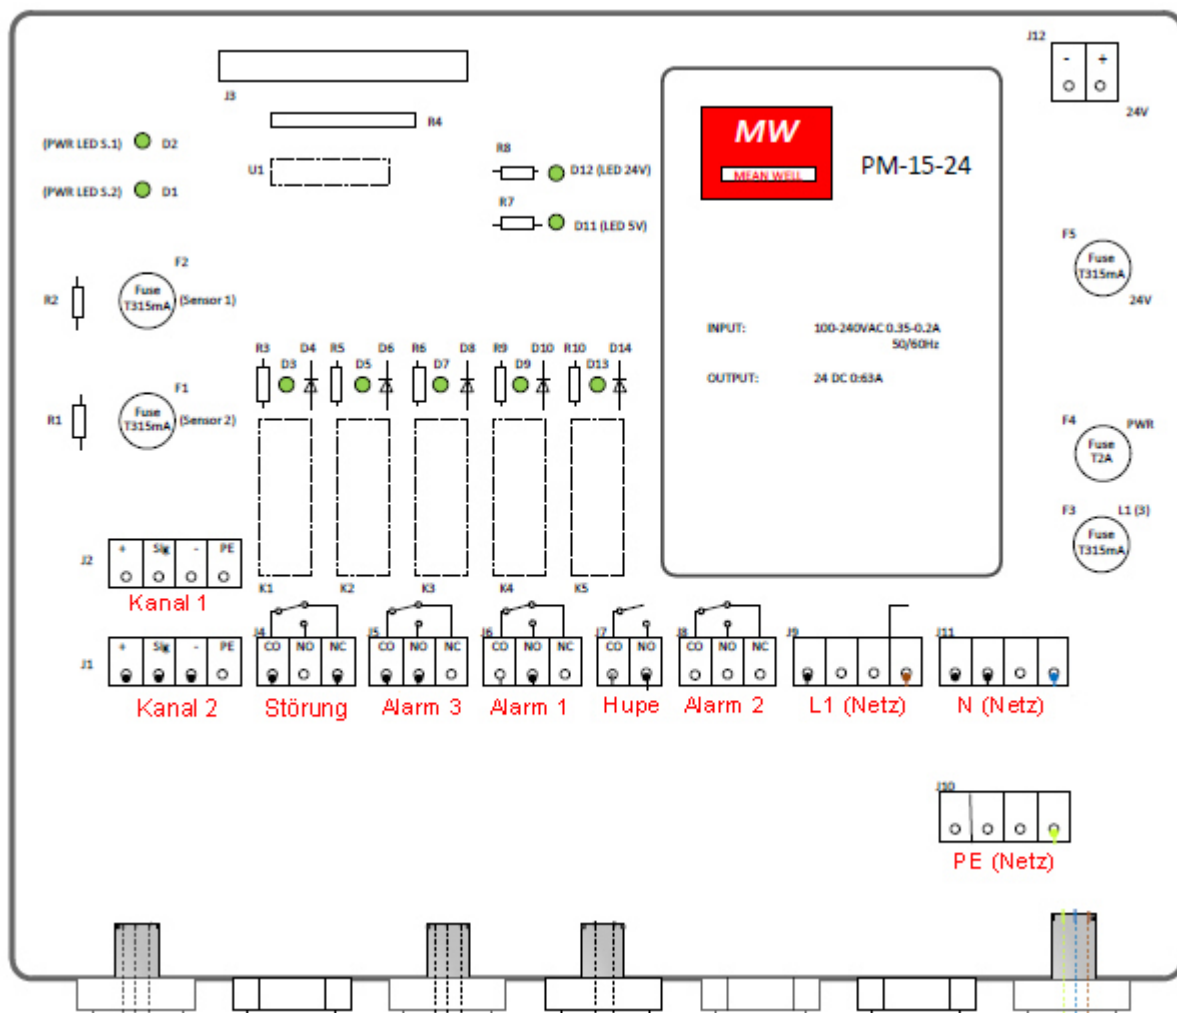 J12
- +
24V
J3
R4
(PWR LED S.1) D2
U1
(PWR LED S.2) D1
R8
D12 (LED 24V)
R7
D11 (LED 5V)
MW
MEAN WELL
PM-15-24
F5
Fuse
T315mA
24V
F2
R2
Fuse
T315mA
(Sensor 1)
INPUT: 100-240VAC 0.35-0.2A
50/60Hz
OUTPUT: 24 DC 0:63A
R3 D4 R5 D6 R6 D8 R9 D10 R10 D14
D3 D5 D7 D9 D13
F1
R1
Fuse
T315mA
(Sensor 2)
F4 PWR
Fuse
T2A
F3 L1 (3)
Fuse
T315mA
J2
+ Sig - PE
Kanal 1
K1 K2 K3 K4 K5
J4 J5 J6 J7 J8 J9 J11
J1
+ Sig - PE
CO NO NC
CO NO NC
CO NO NC
CO NO
CO NO NC
Kanal 2 Störung Alarm 3 Alarm 1 Hupe Alarm 2 L1 (Netz) N (Netz)
J10
PE (Netz)